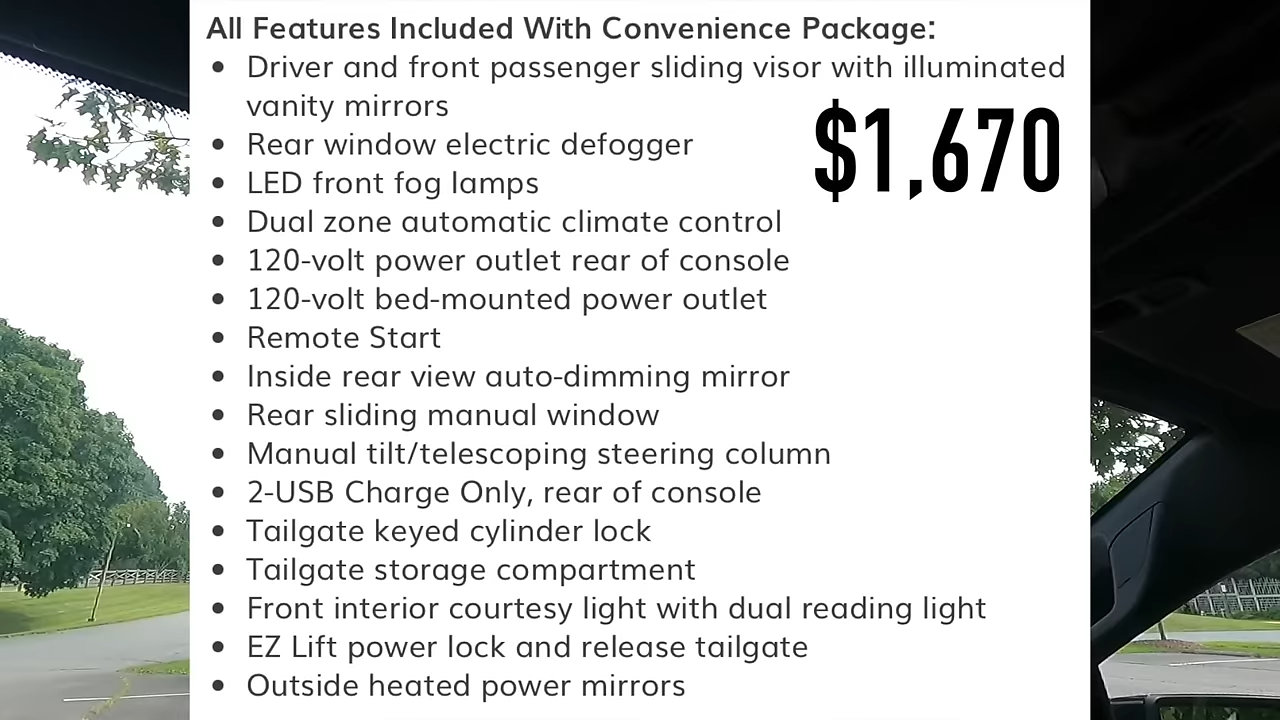 All Features Included With Convenience Package:
• Driver and front passenger sliding visor with illuminated
vanity mirrors
$1,670
• Rear window electric defogger
• LED front fog lamps
• Dual zone automatic climate control
• 120-volt power outlet rear of console
• 120-volt bed-mounted power outlet
• Remote Start
• Inside rear view auto-dimming mirror
• Rear sliding manual window
• Manual tilt/telescoping steering column
• 2-USB Charge Only, rear of console
• Tailgate keyed cylinder lock
• Tailgate storage compartment
• Front interior courtesy light with dual reading light
• EZ Lift power lock and release tailgate
• Outside heated power mirrors